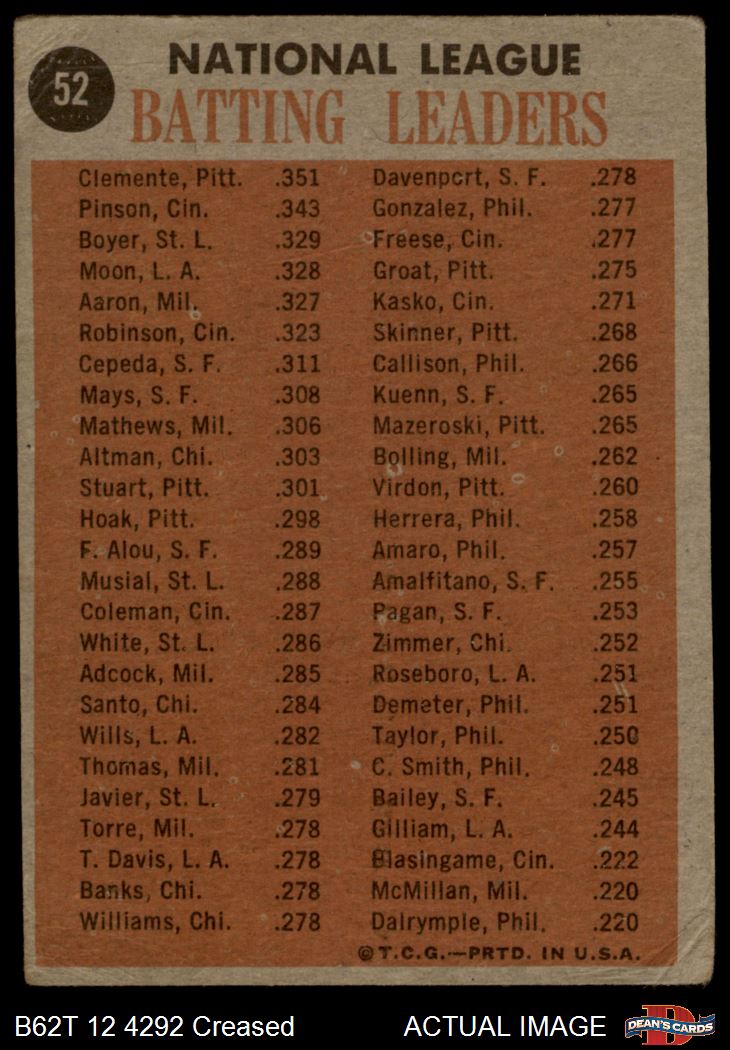 52
NATIONAL LEAGUE
BATTING LEADERS
Clemente, Pitt. .351
Pinson, Cin. .343
Boyer, St. L. .329
Moon, L. A. .328
Aaron, Mil. .327
Robinson, Cin. .323
Cepeda, S. F. .311
Mays, S. F. .308
Mathews, Mil. .306
Altman, Chi. .303
Stuart, Pitt. .301
Hoak, Pitt. .298
F. Alou, S. F. .289
Musial, St. L. .288
Coleman, Cin. .287
White, St. L. .286
Adcock, Mil. .285
Santo, Chi. .284
Wills, L. A. .282
Thomas, Mil. .281
Javier, St. L. .279
Torre, Mil. .278
T. Davis, L. A. .278
Banks, Chi. .278
Williams, Chi. .278
Davenport, S. F. .278
Gonzalez, Phil. .277
Freese, Cin. .277
Groat, Pitt. .275
Kasko, Cin. .271
Skinner, Pitt. .268
Callison, Phil. .266
Kuenn, S. F. .265
Mazeroski, Pitt. .265
Bolling, Mil. .262
Virdon, Pitt. .260
Herrera, Phil. .258
Amaro, Phil. .257
Amalfitano, S. F. .255
Pagan, S. F. .253
Zimmer, Chi. .252
Roseboro, L. A. .251
Demeter, Phil. .251
Taylor, Phil. .250
C. Smith, Phil. .248
Bailey, S. F. .245
Gilliam, L. A. .244
Blasingame, Cin. .222
McMillan, Mil. .220
Dalrymple, Phil. .220
©T.C.G.—PRTD. IN U.S.A.
B62T 12 4292 Creased
ACTUAL IMAGE
DEAN'S CARDS